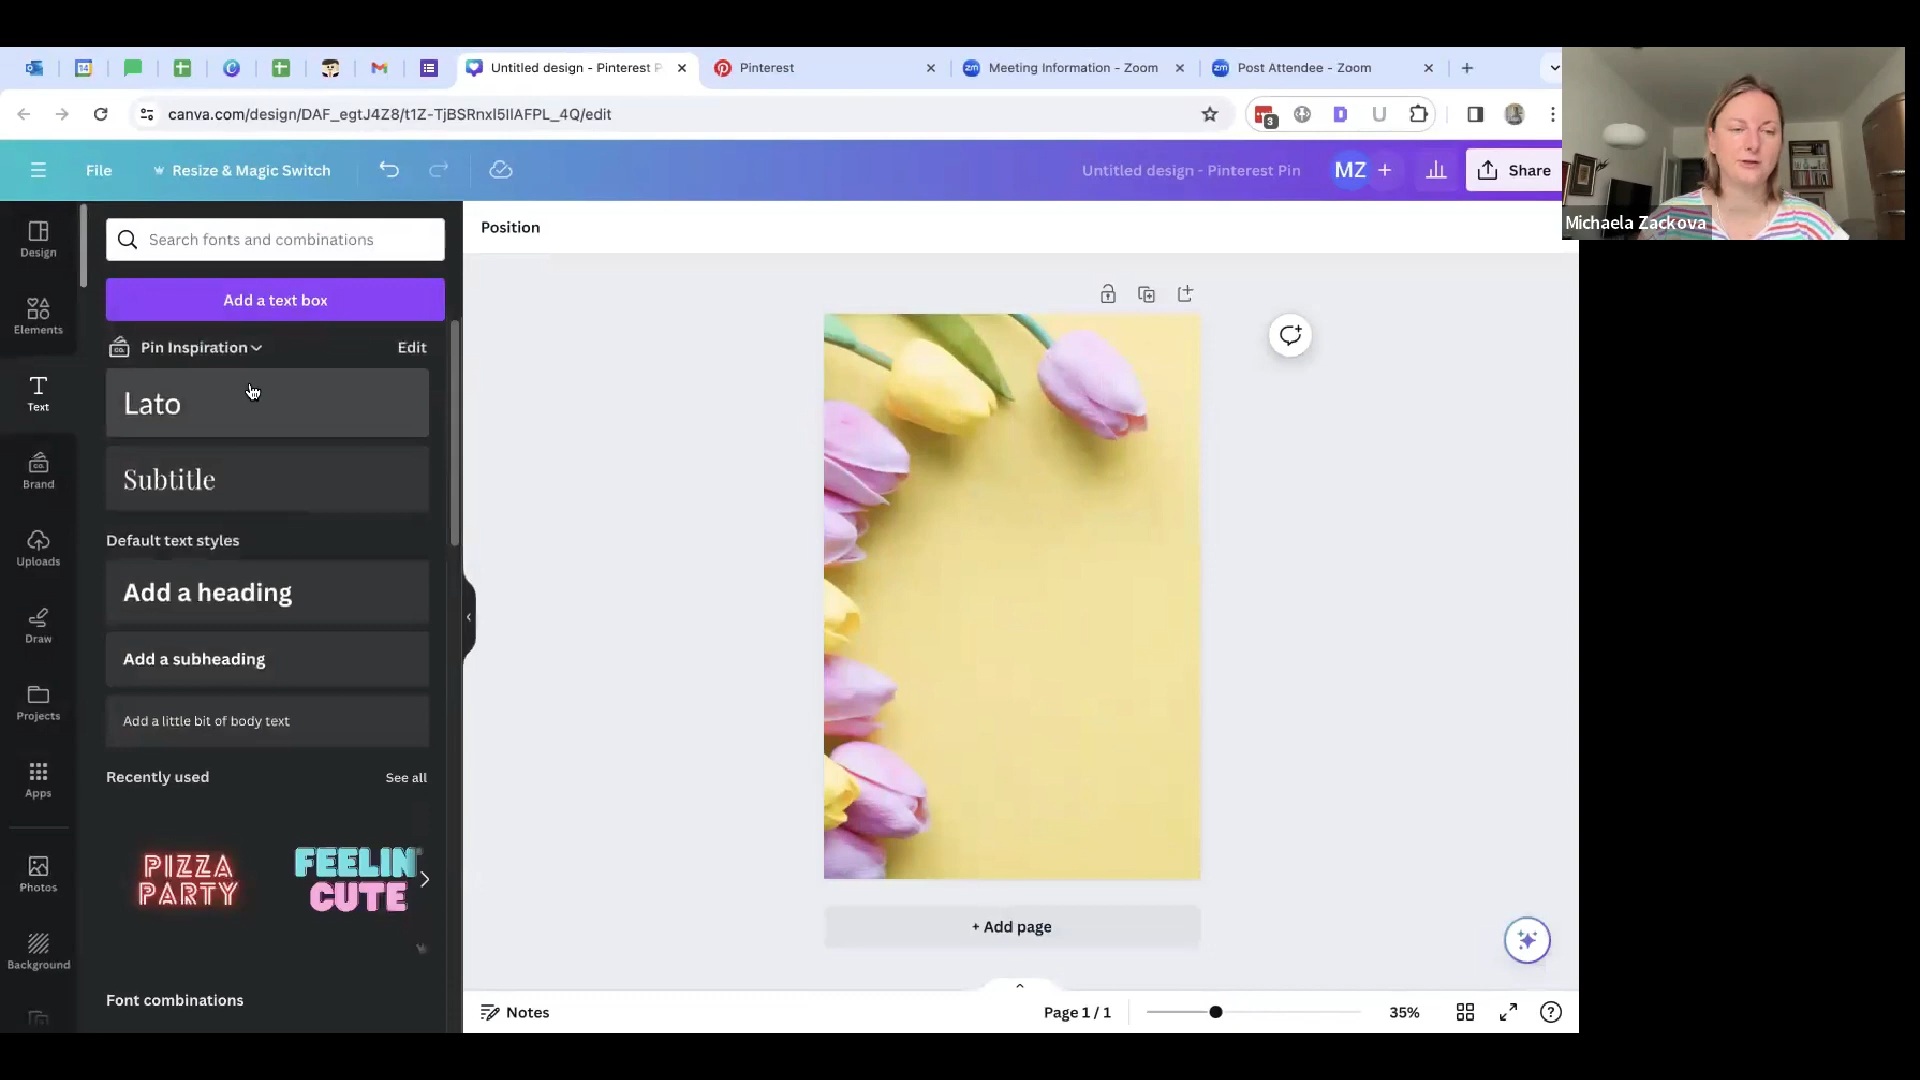 Untitled design - Pinterest P
Pinterest
Meeting Information - Zoom
Post Attendee - Zoom
canva.com/design/DAF_egtJ4Z8/t1Z-TjBSRnxI5IIAFPL_4Q/edit
3
File
Resize & Magic Switch
Untitled design - Pinterest Pin
MZ
Share
Michaela Zackova
Design
Elements
Text
Brand
Uploads
Draw
Projects
Apps
Photos
Background
Search fonts and combinations
Add a text box
Pin Inspiration
Edit
Lato
Subtitle
Default text styles
Add a heading
Add a subheading
Add a little bit of body text
Recently used
See all
PIZZA
PARTY
FEELIN'
CUTE
Font combinations
Position
+ Add page
Notes
Page 1 / 1
35%